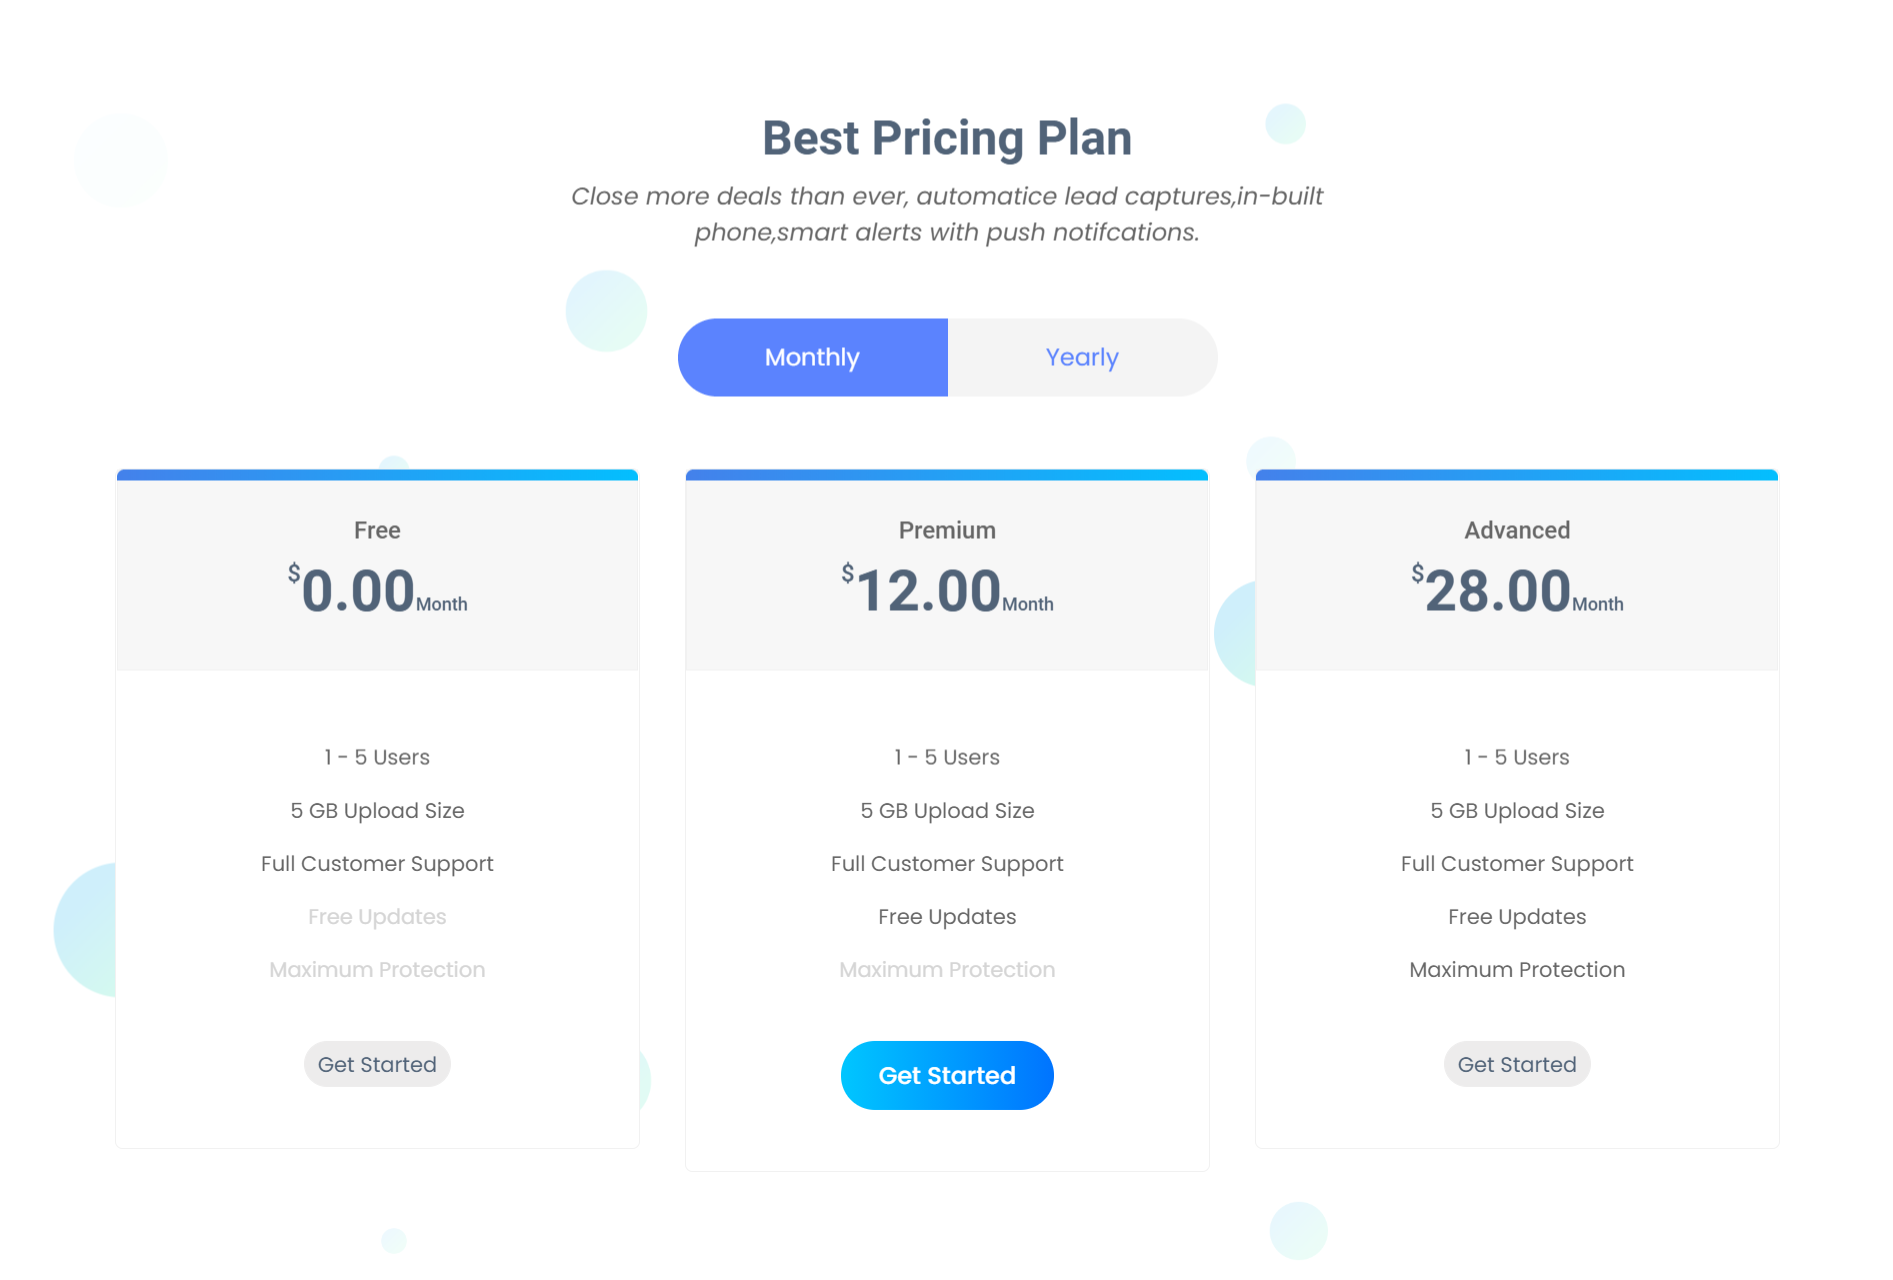 Best Pricing Plan
Close more deals than ever, automatice lead captures,in-built
phone,smart alerts with push notifcations.
Monthly
Yearly
Free
$0.00Month
1 - 5 Users
5 GB Upload Size
Full Customer Support
Free Updates
Maximum Protection
Get Started
Premium
$12.00Month
1 - 5 Users
5 GB Upload Size
Full Customer Support
Free Updates
Maximum Protection
Get Started
Advanced
$28.00Month
1 - 5 Users
5 GB Upload Size
Full Customer Support
Free Updates
Maximum Protection
Get Started